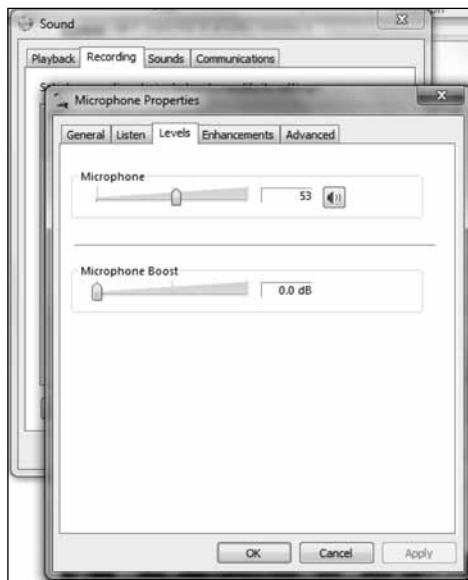 Sound
Playback Recording Sounds Communications
Microphone Properties
General Listen Levels Enhancements Advanced
Microphone
53
Microphone Boost
0.0 dB
OK Cancel Apply